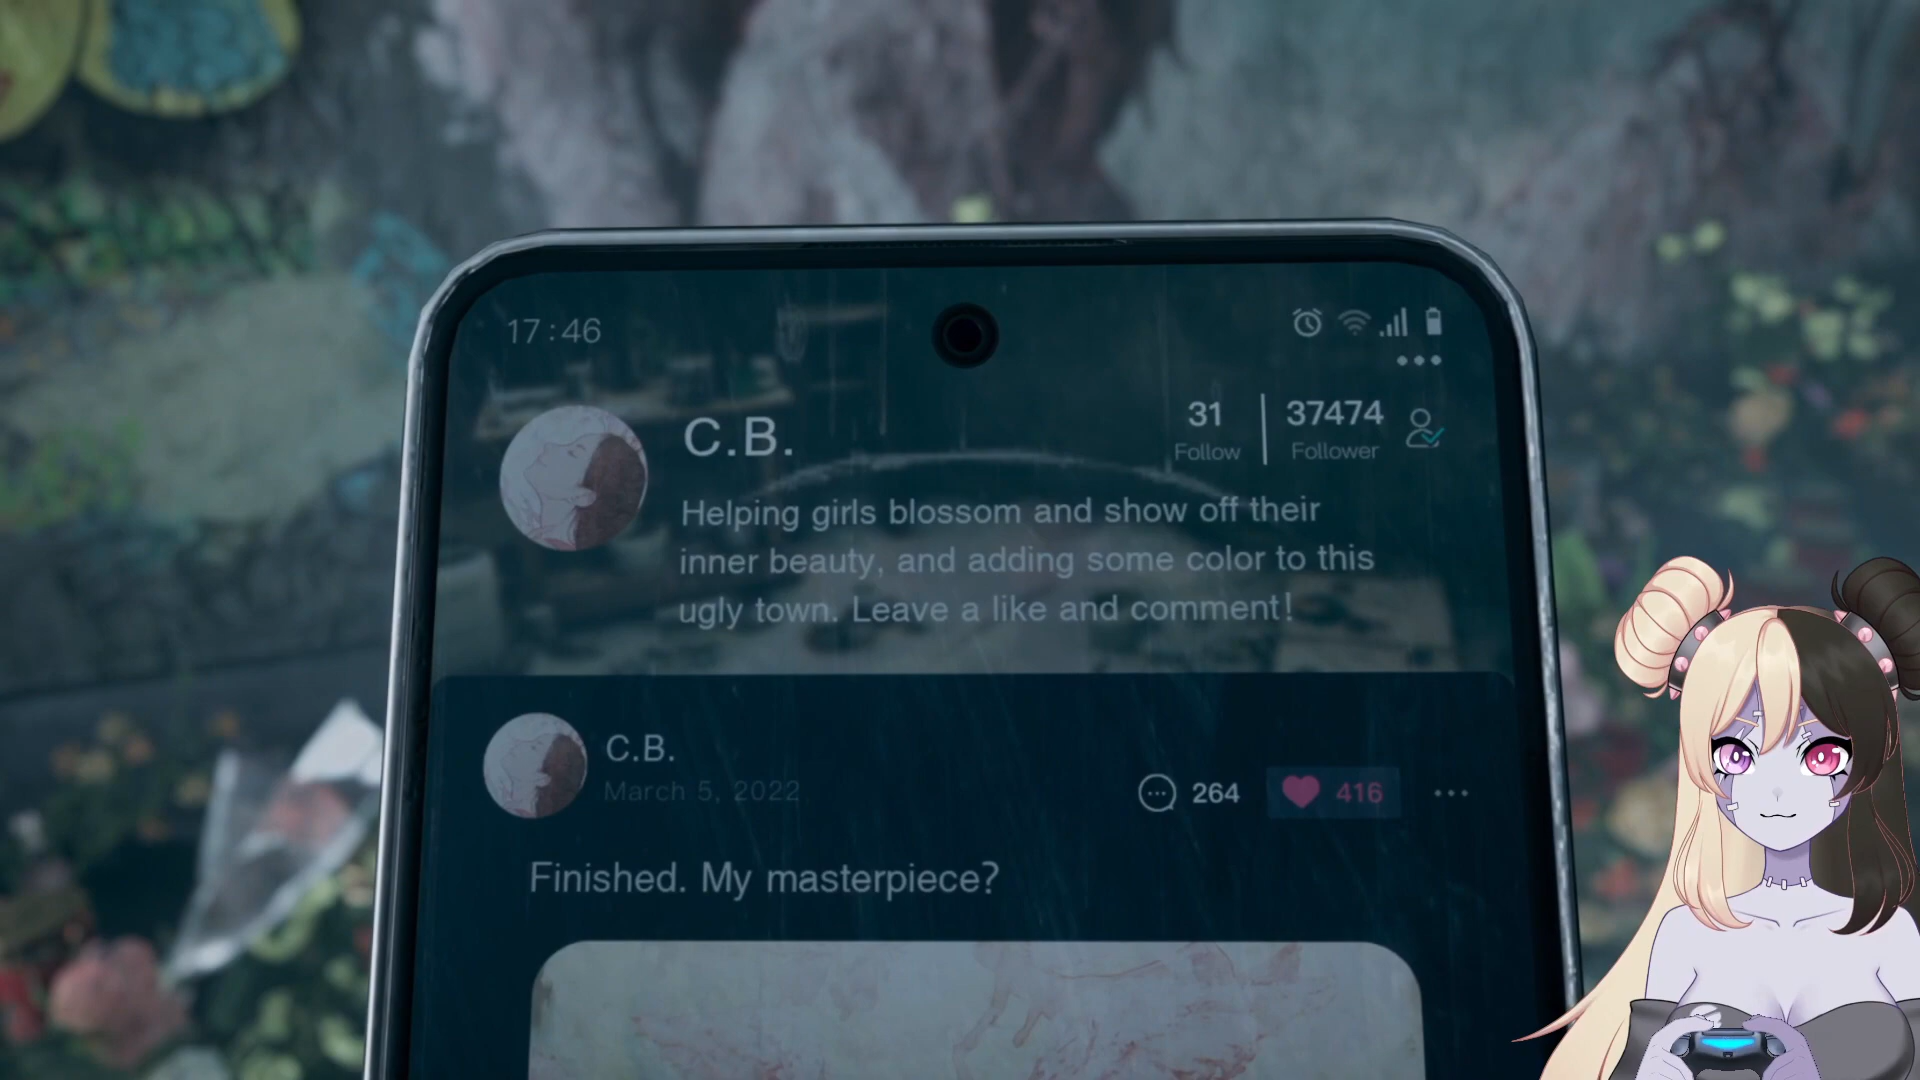 17:46
C.B.
31
Follow
37474
Follower
Helping girls blossom and show off their
inner beauty, and adding some color to this
ugly town. Leave a like and comment!
C.B.
March 5, 2022
264
416
Finished. My masterpiece?